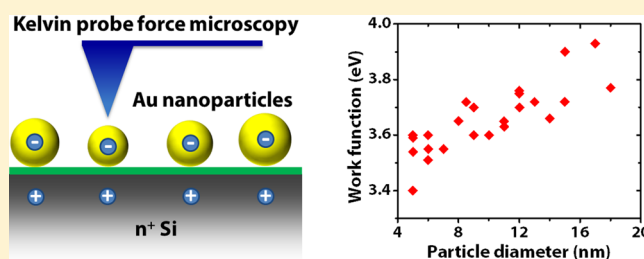 Kelvin probe force microscopy
Au nanoparticles
- - - -
+ + + +
n⁺ Si
Work function (eV)
4.0
3.8
3.6
3.4
4 8 12 16 20
Particle diameter (nm)